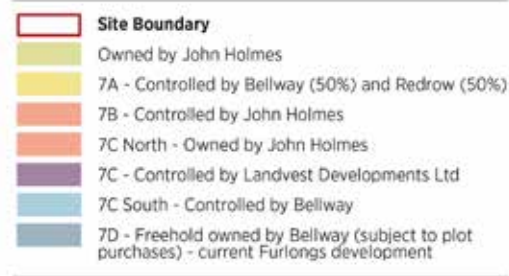 Site Boundary
Owned by John Holmes
7A - Controlled by Bellway (50%) and Redrow (50%)
7B - Controlled by John Holmes
7C North - Owned by John Holmes
7C - Controlled by Landvest Developments Ltd
7C South - Controlled by Bellway
7D - Freehold owned by Bellway (subject to plot
purchases) - current Furlongs development